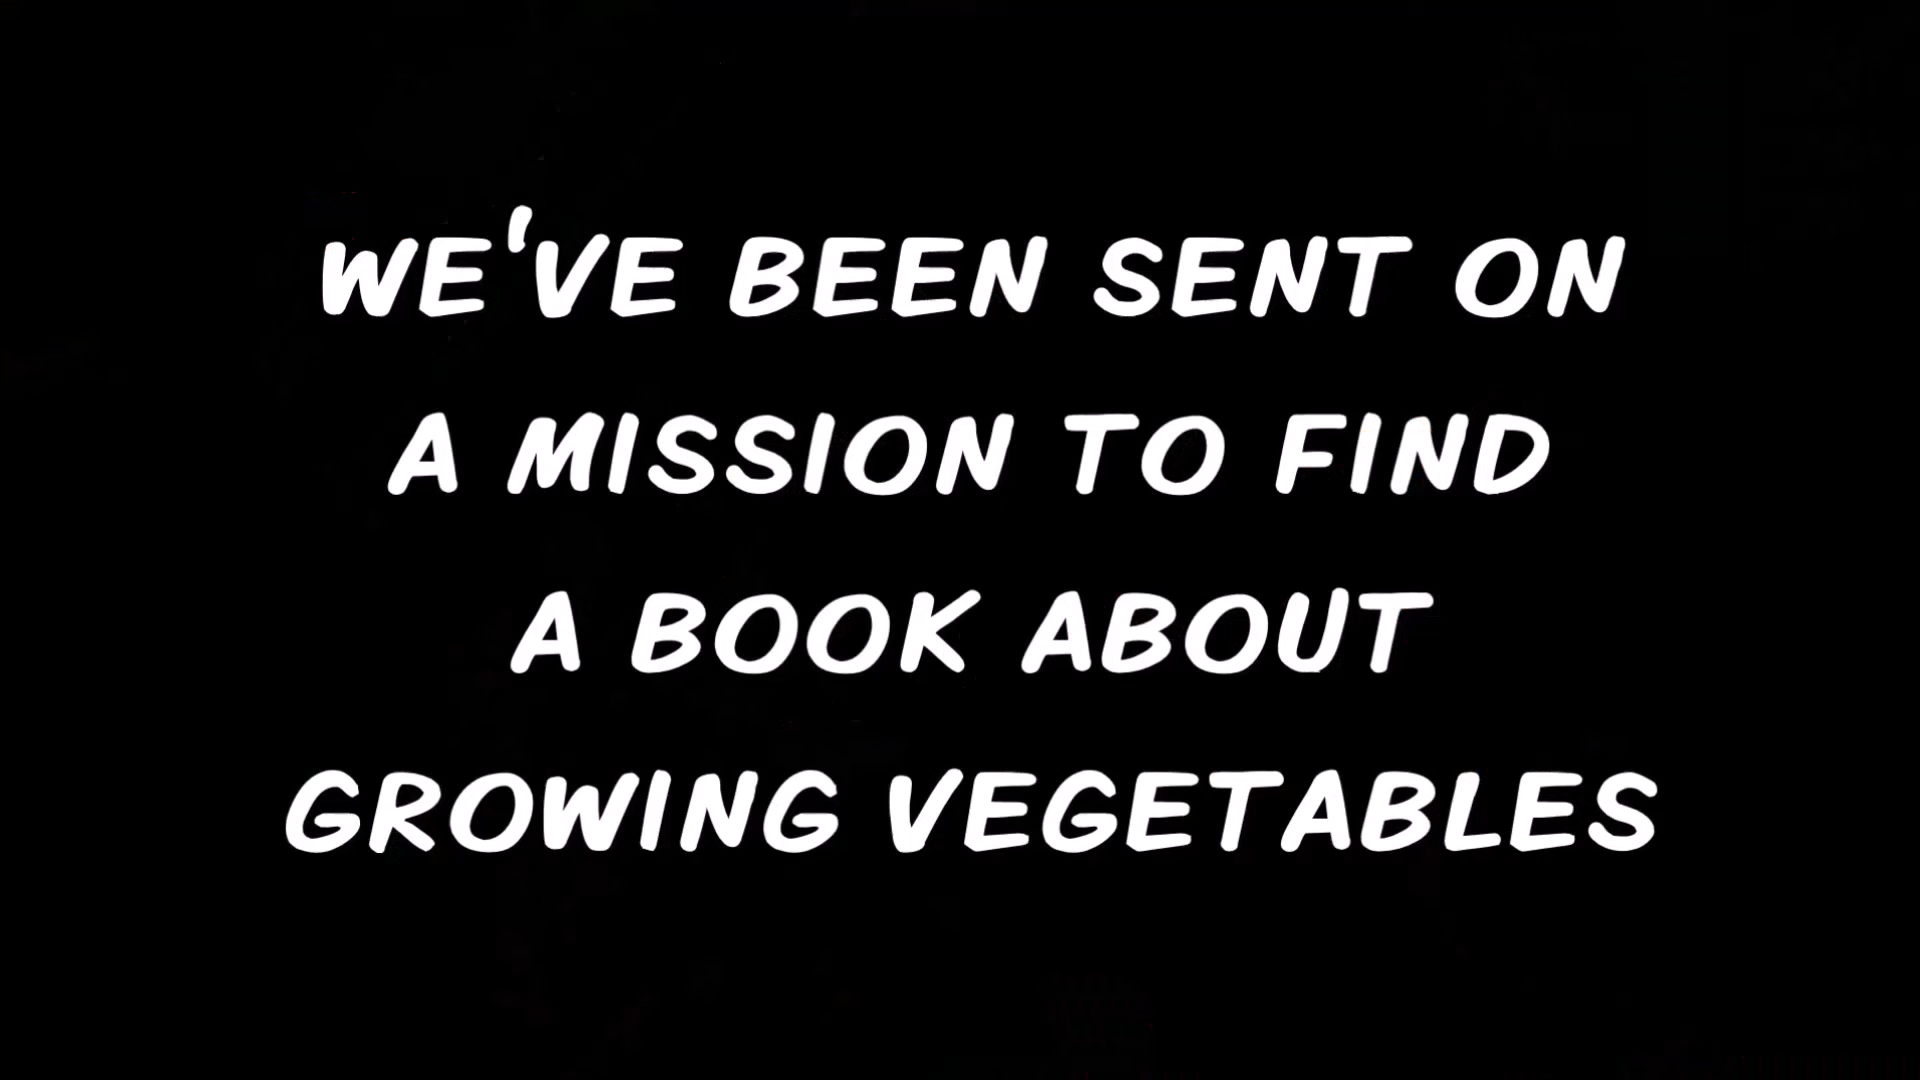 WE'VE BEEN SENT ON
A MISSION TO FIND
A BOOK ABOUT
GROWING VEGETABLES